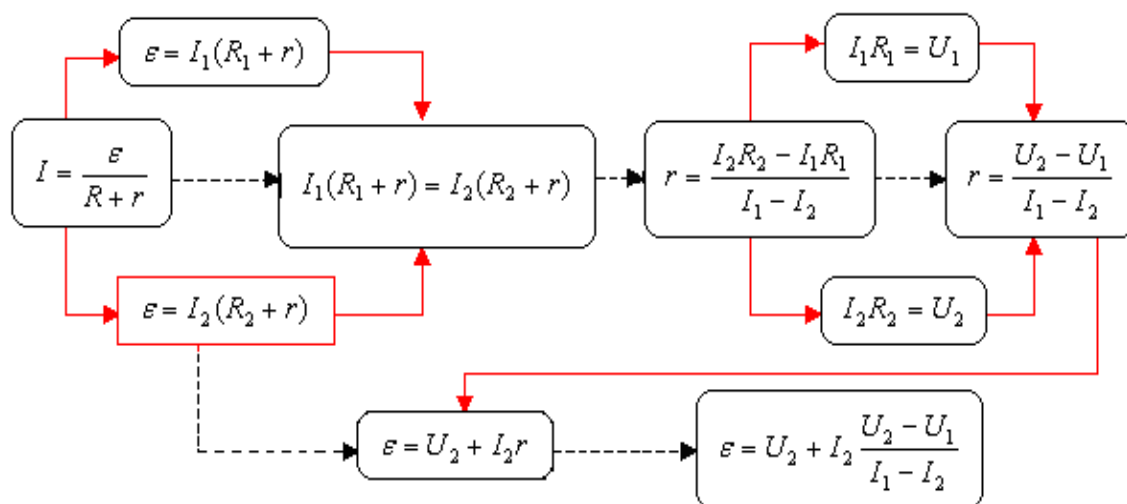 ε = I₁(R₁ + r)
I₁R₁ = U₁
I = ε / (R + r)
I₁(R₁ + r) = I₂(R₂ + r)
r = (I₂R₂ − I₁R₁) / (I₁ − I₂)
r = (U₂ − U₁) / (I₁ − I₂)
ε = I₂(R₂ + r)
I₂R₂ = U₂
ε = U₂ + I₂r
ε = U₂ + I₂ (U₂ − U₁) / (I₁ − I₂)